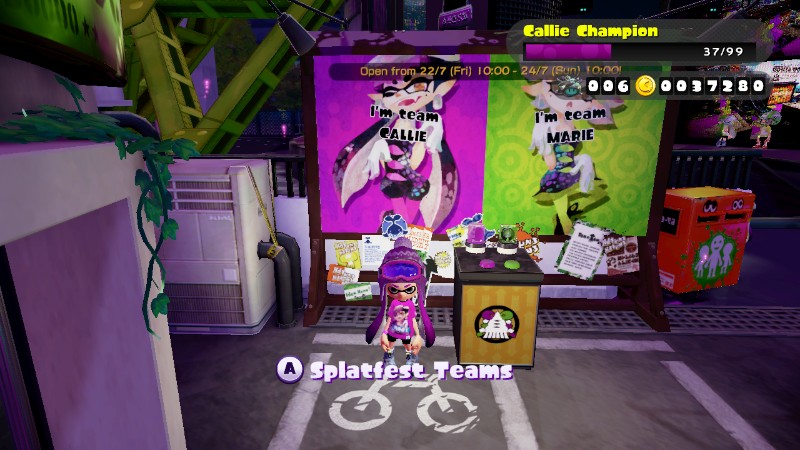 Callie Champion
37/99
Open from 22/7 (Fri) 10:00 - 24/7 (Sun) 10:00!
006 0037280
I'm team
CALLIE
I'm team
MARIE
A Splatfest Teams